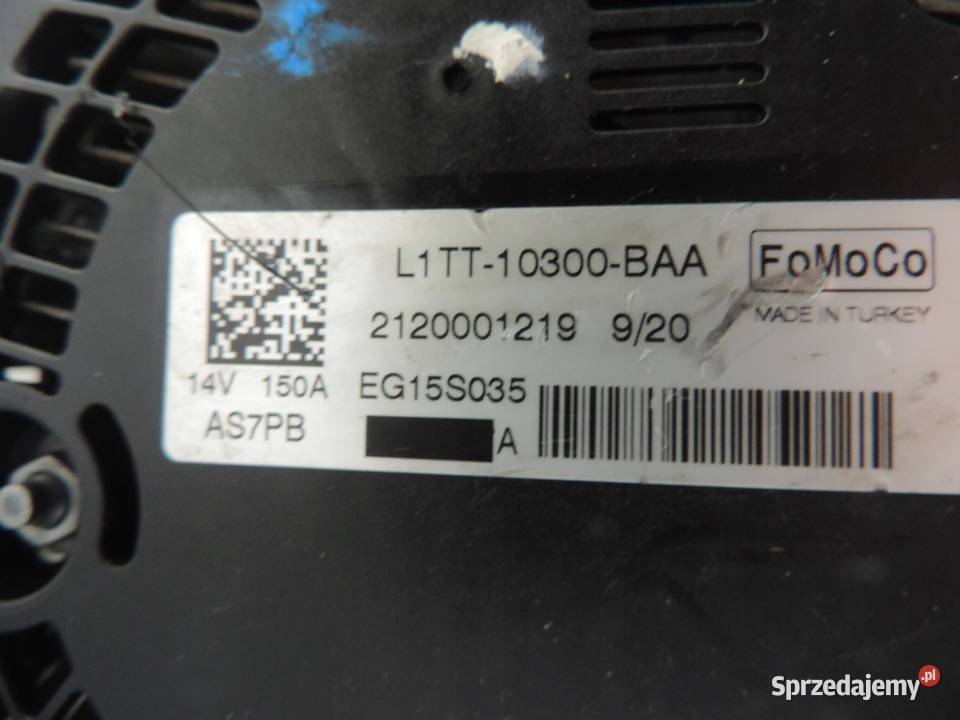 L1TT-10300-BAA FoMoCo
2120001219 9/20 MADE IN TURKEY
14V 150A EG15S035
AS7PB A
Sprzedajemy.pl